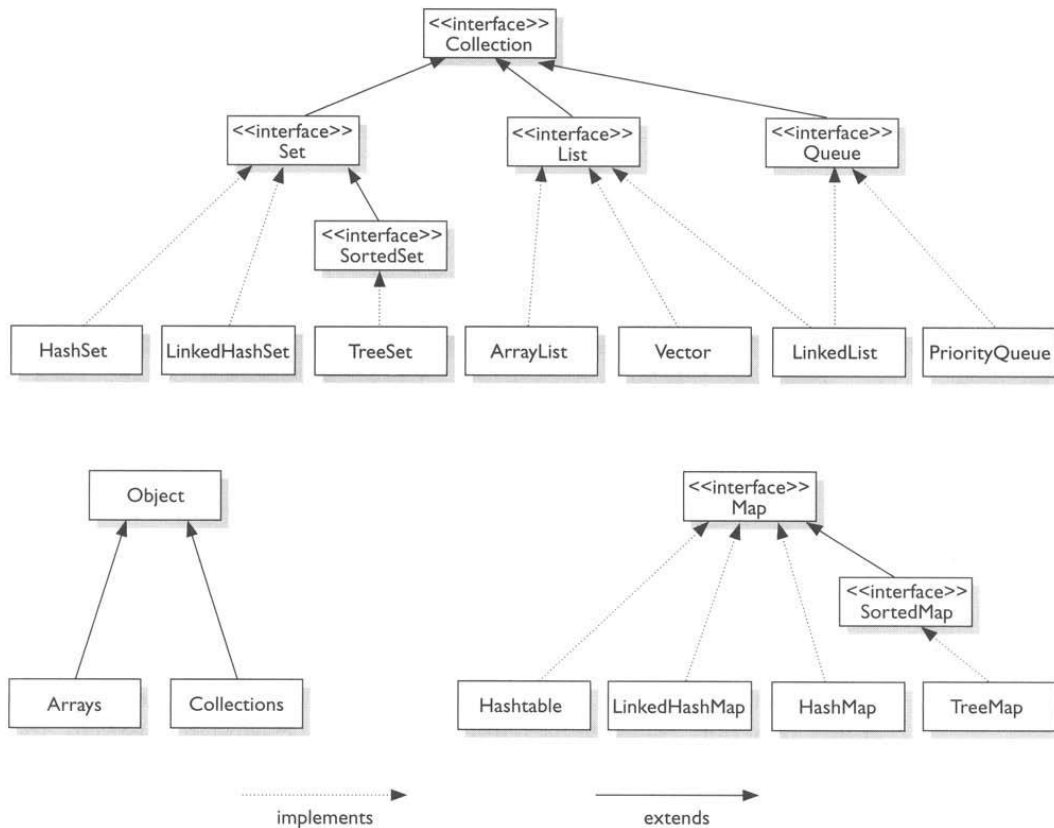 <<interface>>
Collection
<<interface>>
Set
<<interface>>
List
<<interface>>
Queue
<<interface>>
SortedSet
HashSet
LinkedHashSet
TreeSet
ArrayList
Vector
LinkedList
PriorityQueue
Object
<<interface>>
Map
<<interface>>
SortedMap
Arrays
Collections
Hashtable
LinkedHashMap
HashMap
TreeMap
implements
extends